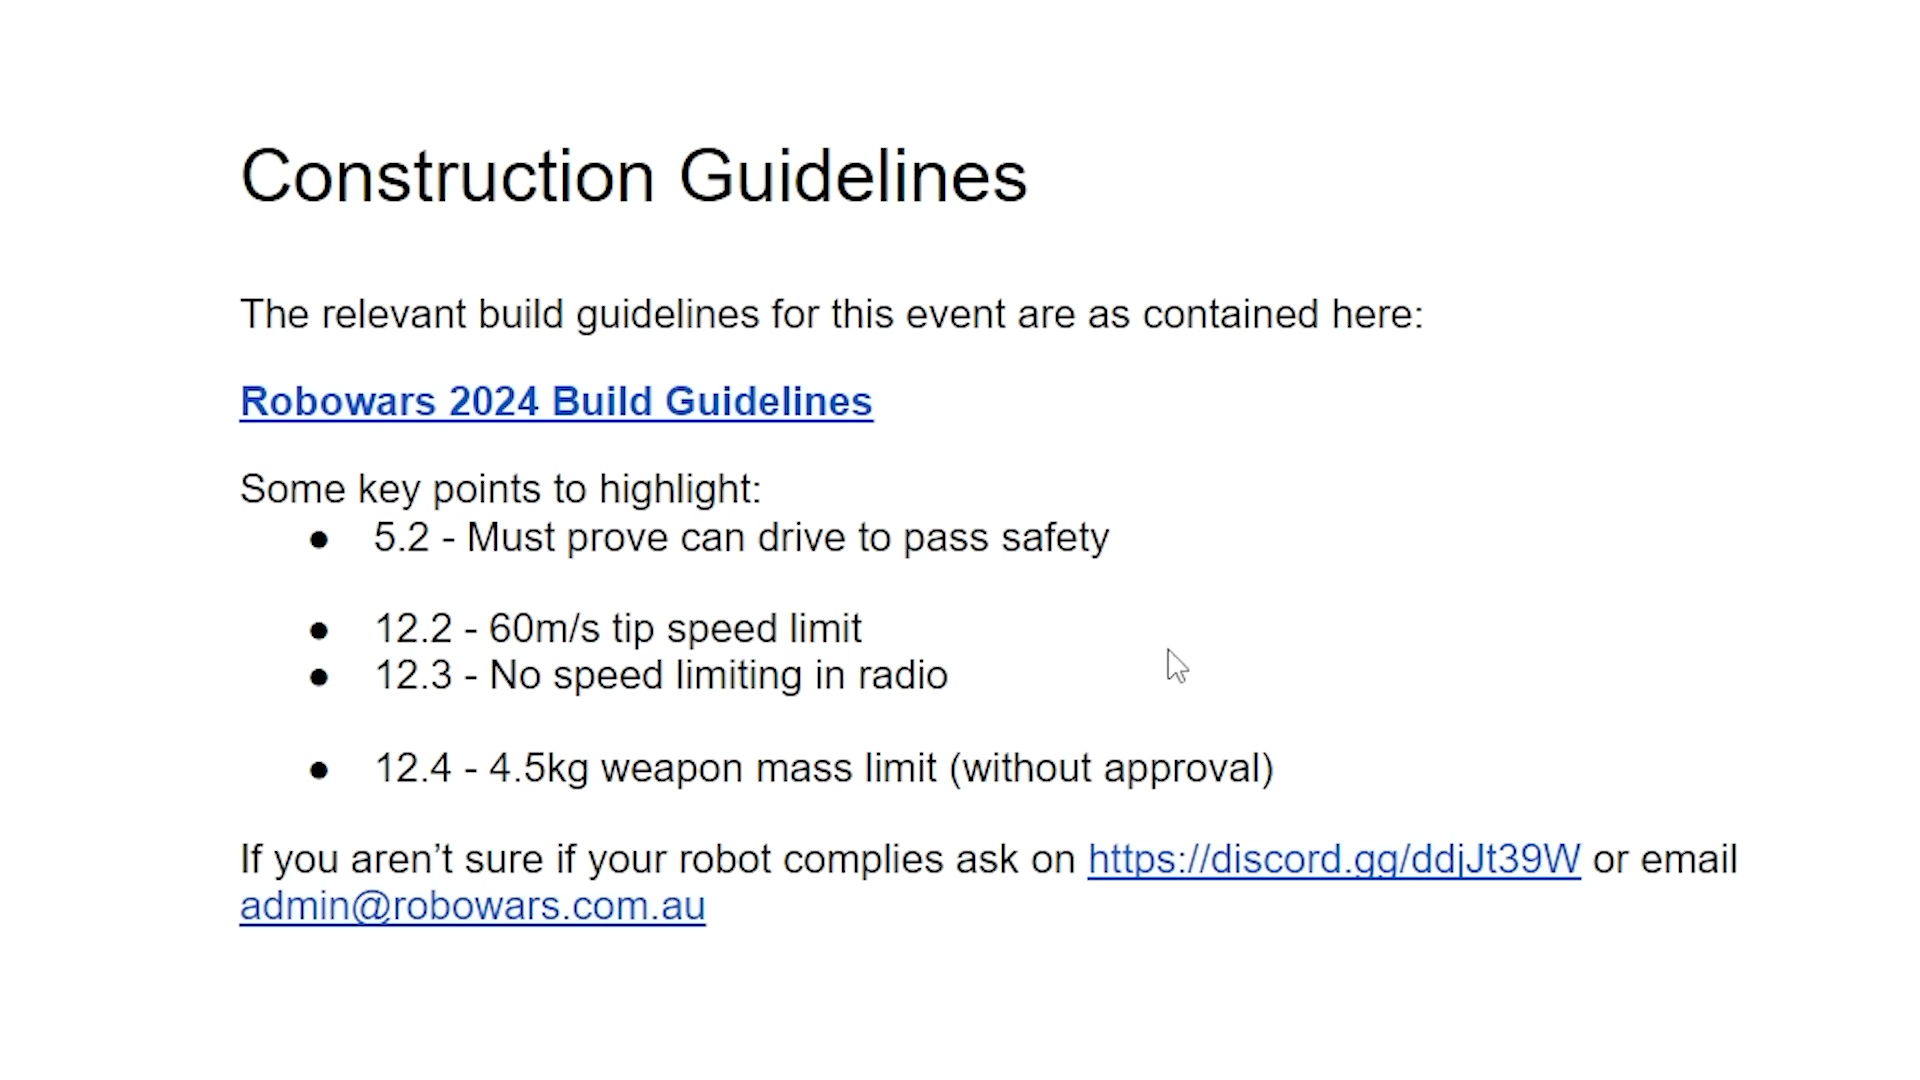 Construction Guidelines
The relevant build guidelines for this event are as contained here:
Robowars 2024 Build Guidelines
Some key points to highlight:
● 5.2 - Must prove can drive to pass safety
● 12.2 - 60m/s tip speed limit
● 12.3 - No speed limiting in radio
● 12.4 - 4.5kg weapon mass limit (without approval)
If you aren’t sure if your robot complies ask on https://discord.gg/ddjJt39W or email
admin@robowars.com.au